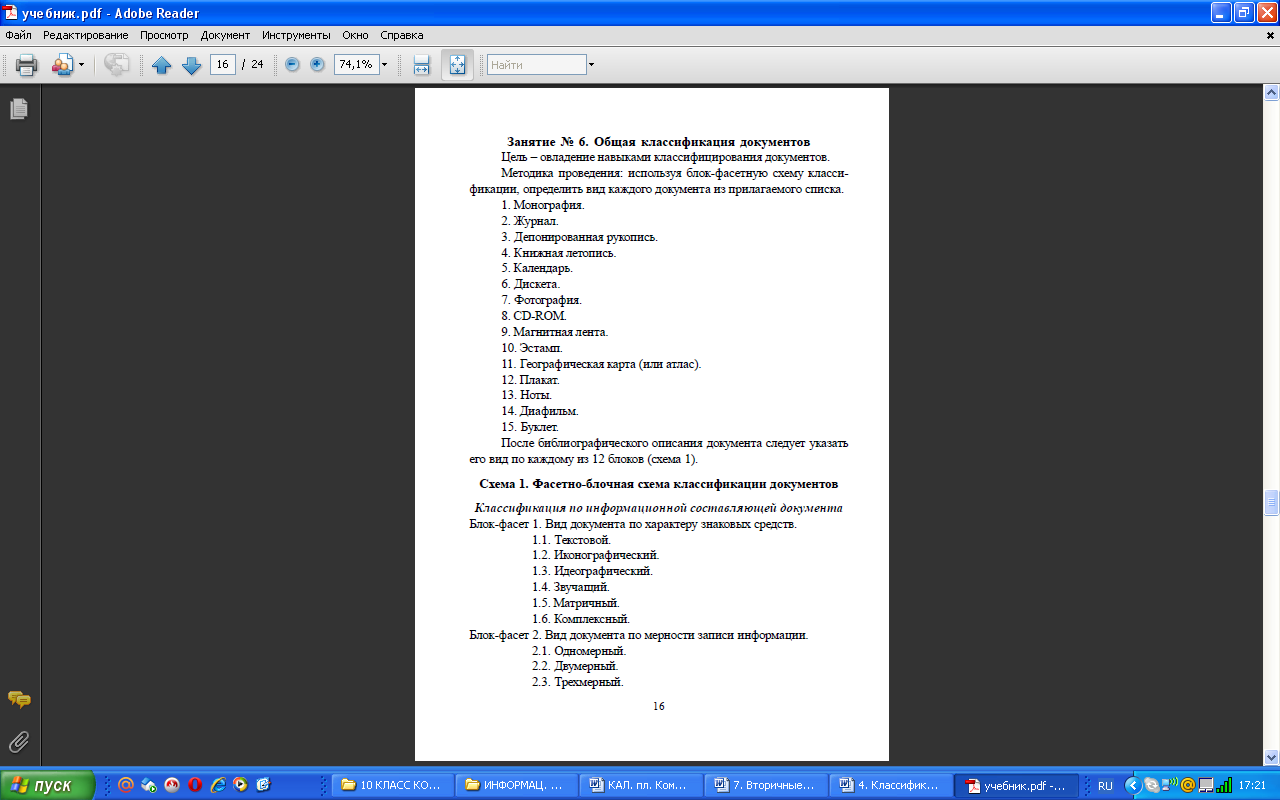 учебник.pdf - Adobe Reader
Файл Редактирование Просмотр Документ Инструменты Окно Справка
16 / 24 74,1% Найти
Занятие № 6. Общая классификация документов
Цель – овладение навыками классифицирования документов.
Методика проведения: используя блок-фасетную схему класси-
фикации, определить вид каждого документа из прилагаемого списка.
1. Монография.
2. Журнал.
3. Депонированная рукопись.
4. Книжная летопись.
5. Календарь.
6. Дискета.
7. Фотография.
8. CD-ROM.
9. Магнитная лента.
10. Эстамп.
11. Географическая карта (или атлас).
12. Плакат.
13. Ноты.
14. Диафильм.
15. Буклет.
После библиографического описания документа следует указать
его вид по каждому из 12 блоков (схема 1).
Схема 1. Фасетно-блочная схема классификации документов
Классификация по информационной составляющей документа
Блок-фасет 1. Вид документа по характеру знаковых средств.
1.1. Текстовой.
1.2. Иконографический.
1.3. Идеографический.
1.4. Звучащий.
1.5. Матричный.
1.6. Комплексный.
Блок-фасет 2. Вид документа по мерности записи информации.
2.1. Одномерный.
2.2. Двумерный.
2.3. Трехмерный.
16
пуск 10 КЛАСС КО... ИНФОРМАЦ. ... КАЛ. пл. Ком... 7. Вторичные... 4. Классифик... учебник.pdf -... RU 17:21